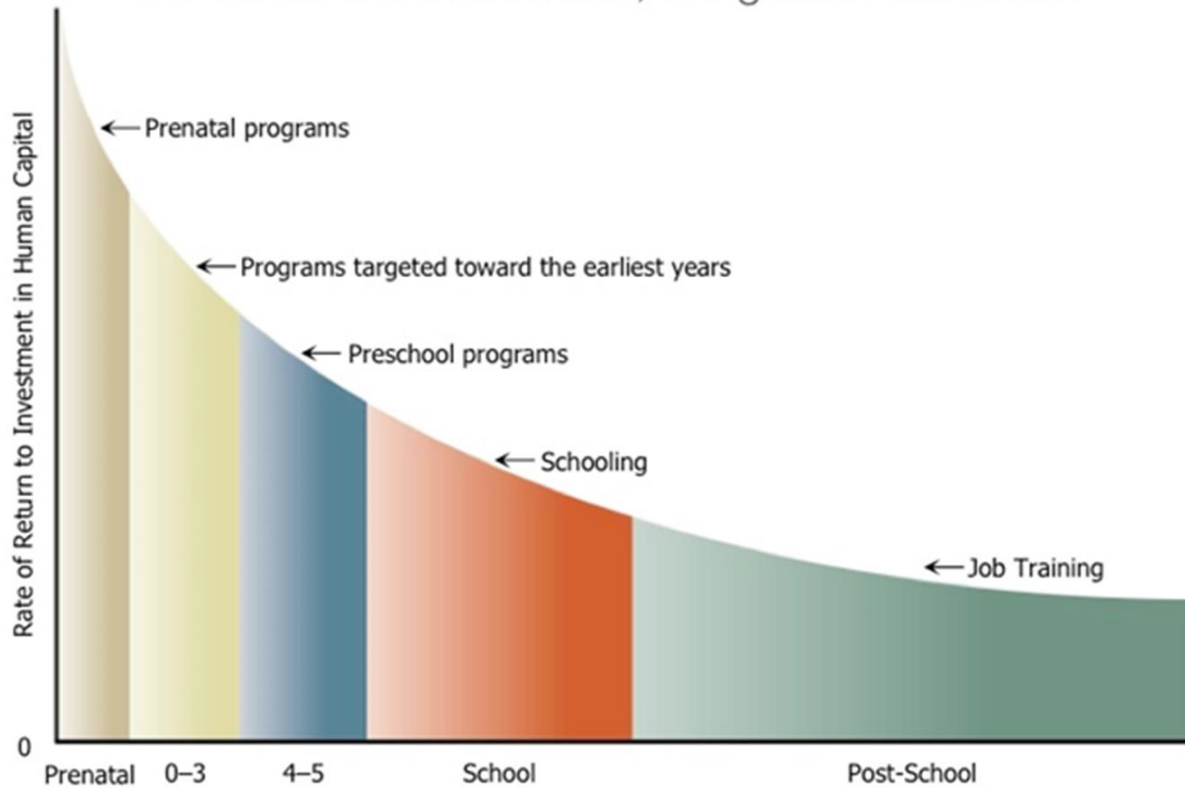 Prenatal programs
Programs targeted toward the earliest years
Preschool programs
Schooling
Job Training
Rate of Return to Investment in Human Capital
0
Prenatal
0–3
4–5
School
Post-School